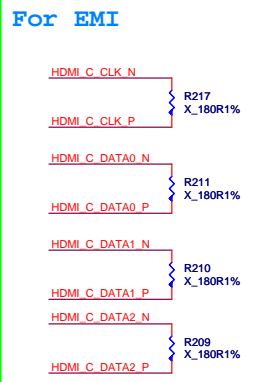 For EMI
HDMI_C_CLK_N
R217
X_180R1%
HDMI_C_CLK_P
HDMI_C_DATA0_N
R211
X_180R1%
HDMI_C_DATA0_P
HDMI_C_DATA1_N
R210
X_180R1%
HDMI_C_DATA1_P
HDMI_C_DATA2_N
R209
X_180R1%
HDMI_C_DATA2_P